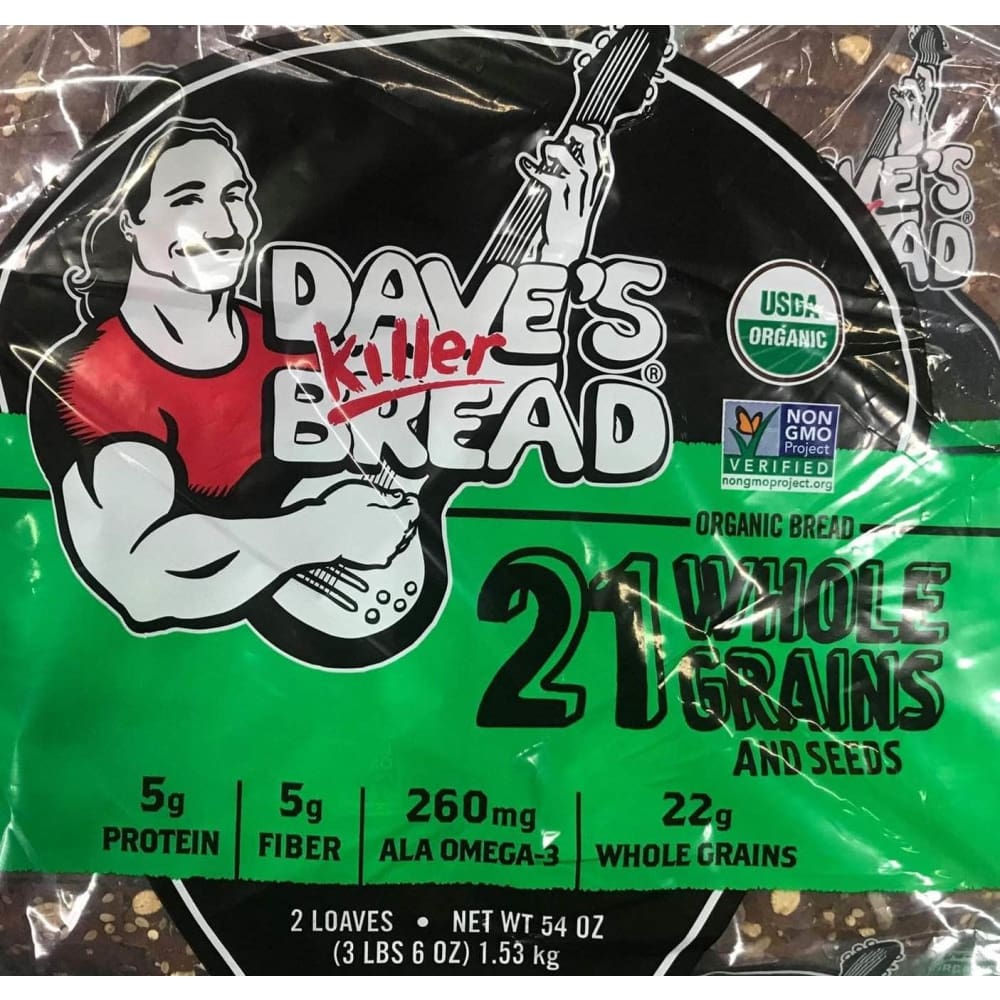 DAVE'S
Killer
BREAD®
VE'S
AD®
USDA
ORGANIC
NON
GMO
Project
VERIFIED
nongmoproject.org
ORGANIC BREAD
21 WHOLE
GRAINS
AND SEEDS
5g
PROTEIN
5g
FIBER
260mg
ALA OMEGA-3
22g
WHOLE GRAINS
2 LOAVES • NET WT 54 OZ
(3 LBS 6 OZ) 1.53 kg